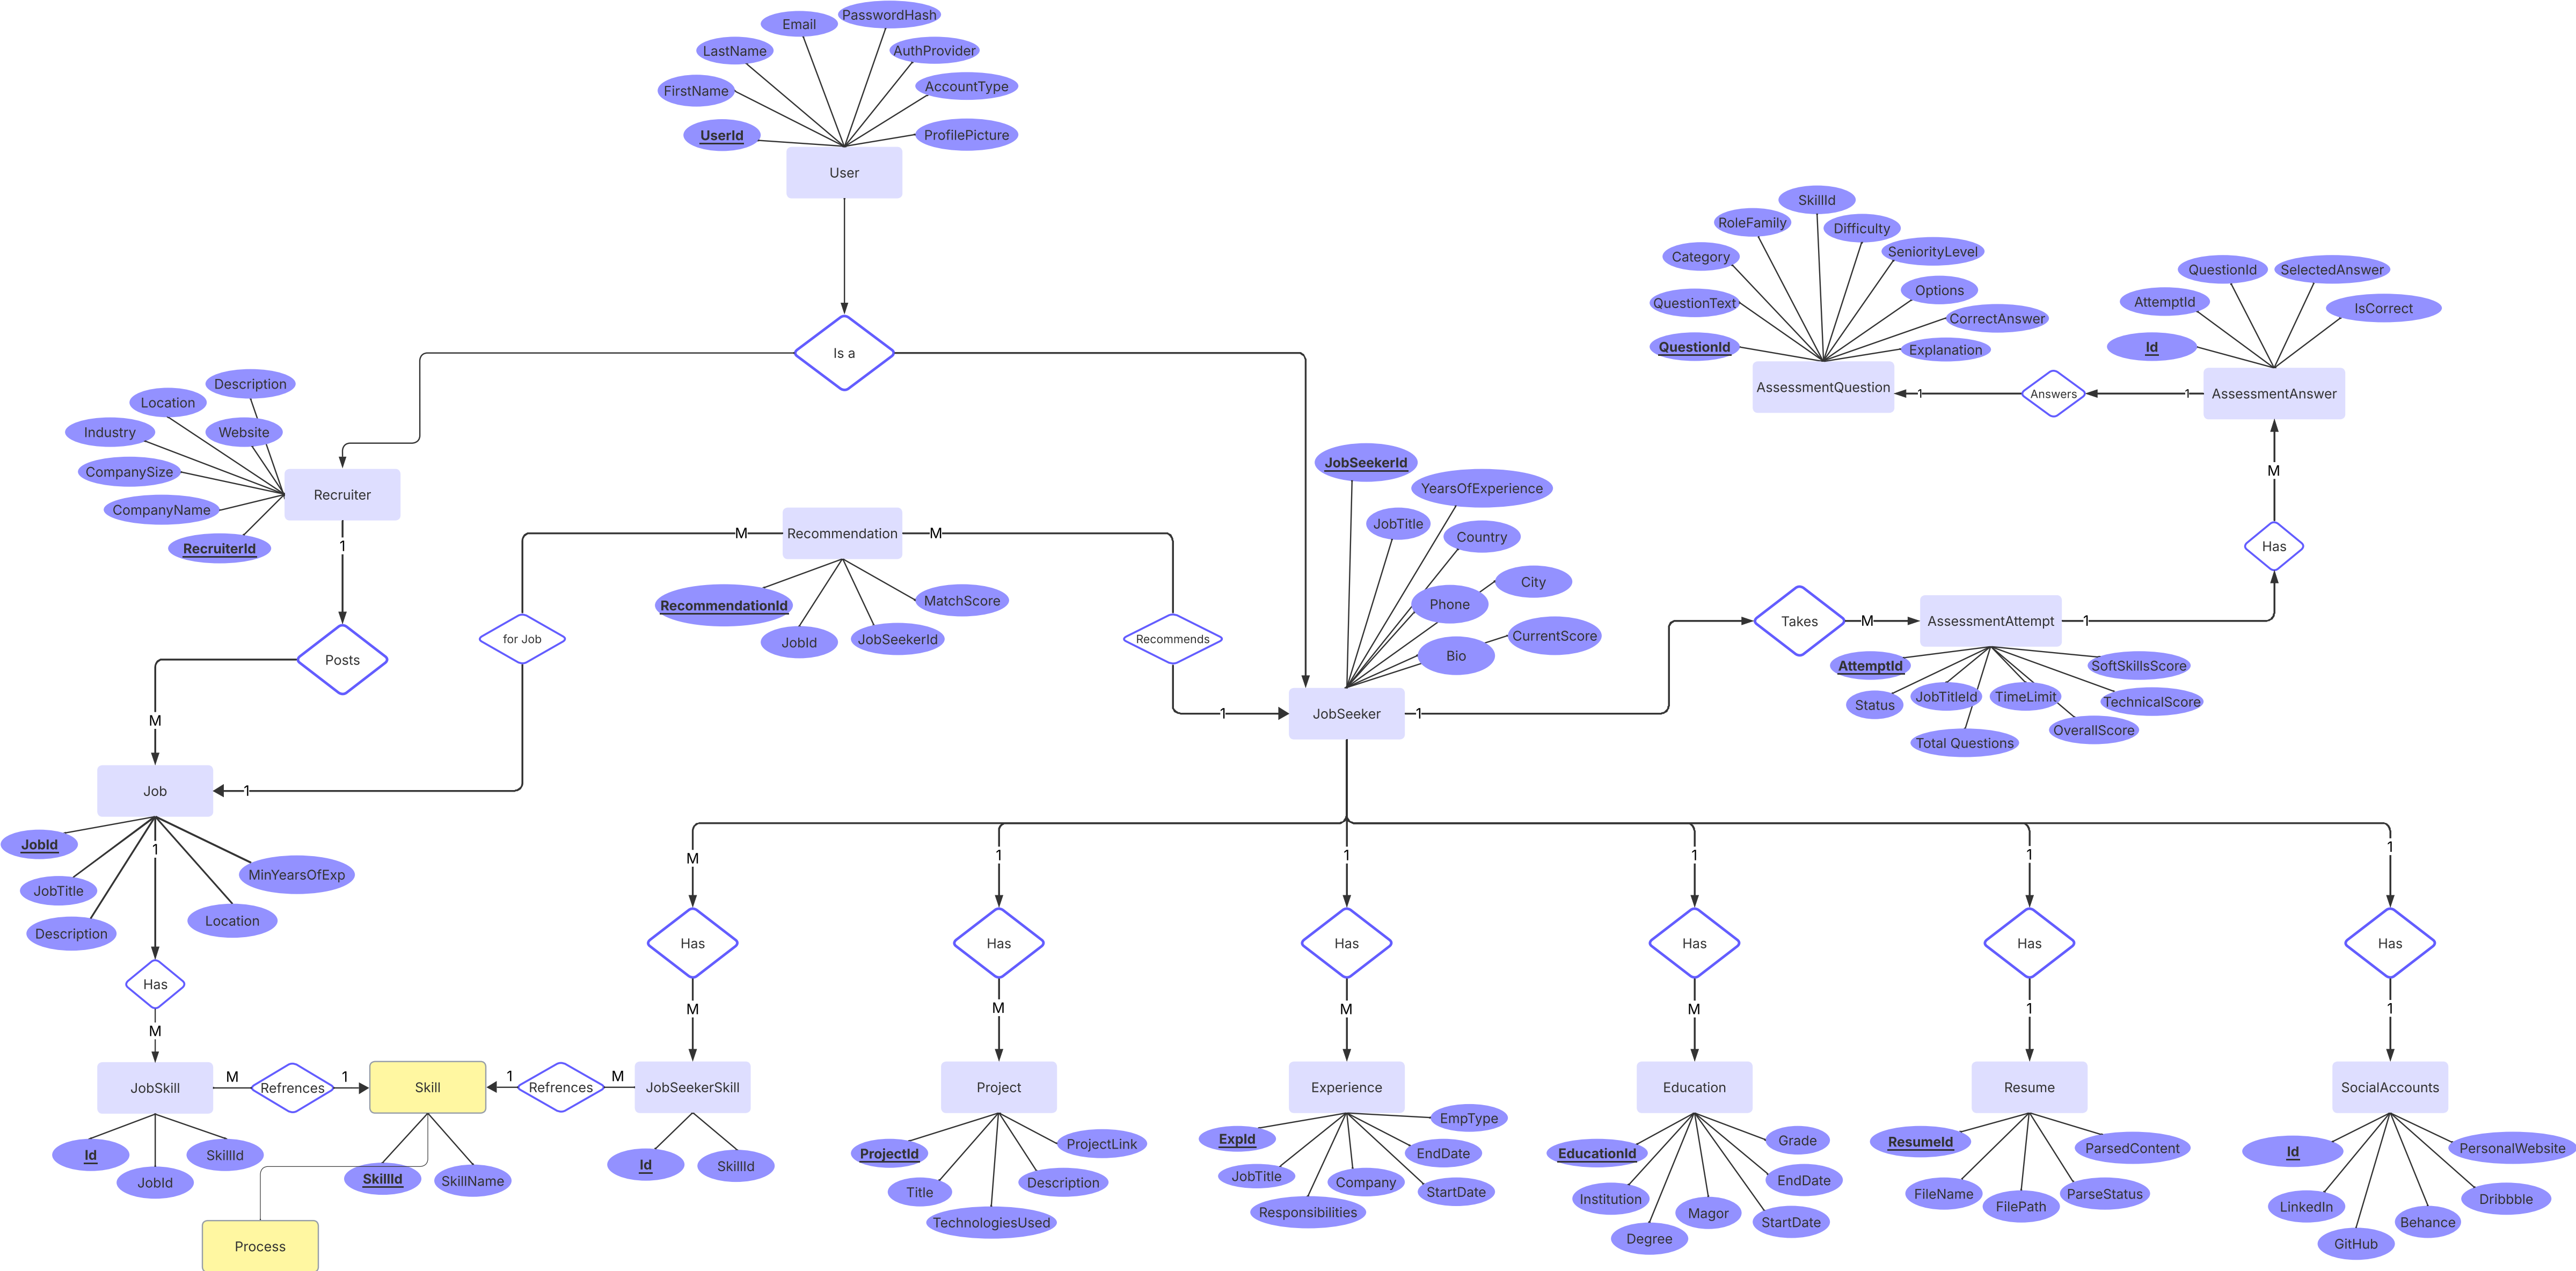 PasswordHash
Email
LastName
AuthProvider
FirstName
AccountType
UserId
ProfilePicture
User
Is a
SkillId
RoleFamily
Difficulty
Category
SeniorityLevel
QuestionText
Options
CorrectAnswer
QuestionId
Explanation
AssessmentQuestion
1
Answers
1
QuestionId
SelectedAnswer
AttemptId
IsCorrect
Id
AssessmentAnswer
M
Has
Description
Location
Industry
Website
CompanySize
CompanyName
RecruiterId
Recruiter
1
Posts
M
M
Recommendation
M
RecommendationId
MatchScore
JobId
JobSeekerId
for Job
Recommends
1
1
JobSeekerId
YearsOfExperience
JobTitle
Country
City
Phone
CurrentScore
Bio
JobSeeker
1
Takes
M
AssessmentAttempt
1
AttemptId
SoftSkillsScore
Status
JobTitleId
TimeLimit
TechnicalScore
Total Questions
OverallScore
Job
JobId
1
MinYearsOfExp
JobTitle
Location
Description
Has
M
M
1
1
1
1
1
Has
Has
Has
Has
Has
Has
M
M
M
M
1
1
JobSkill
M
Refrences
1
Skill
1
Refrences
M
JobSeekerSkill
Project
Experience
Education
Resume
SocialAccounts
Id
SkillId
JobId
SkillId
SkillName
Id
SkillId
ProjectId
ProjectLink
Title
Description
TechnologiesUsed
EmpType
ExpId
EndDate
JobTitle
Company
StartDate
Responsibilities
EducationId
Grade
Institution
EndDate
Magor
StartDate
Degree
ResumeId
ParsedContent
FileName
ParseStatus
FilePath
Id
PersonalWebsite
LinkedIn
Dribbble
Behance
GitHub
Process